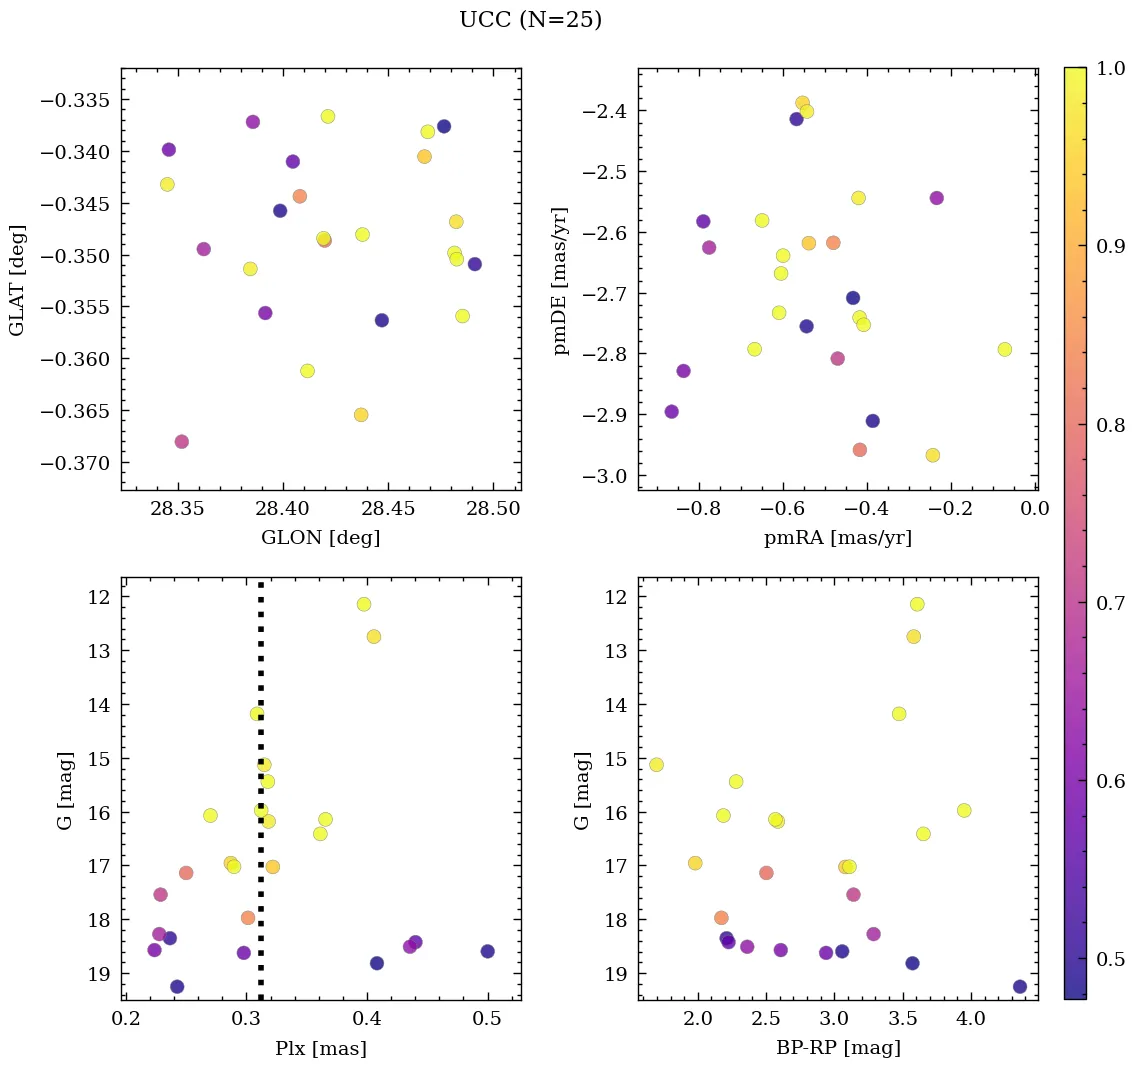 UCC (N=25)
−0.335
−0.340
−0.345
−0.350
−0.355
−0.360
−0.365
−0.370
GLAT [deg]
28.35 28.40 28.45 28.50
GLON [deg]
−2.4
−2.5
−2.6
−2.7
−2.8
−2.9
−3.0
pmDE [mas/yr]
−0.8 −0.6 −0.4 −0.2 0.0
pmRA [mas/yr]
12
13
14
15
16
17
18
19
G [mag]
0.2 0.3 0.4 0.5
Plx [mas]
12
13
14
15
16
17
18
19
G [mag]
2.0 2.5 3.0 3.5 4.0
BP-RP [mag]
1.0
0.9
0.8
0.7
0.6
0.5